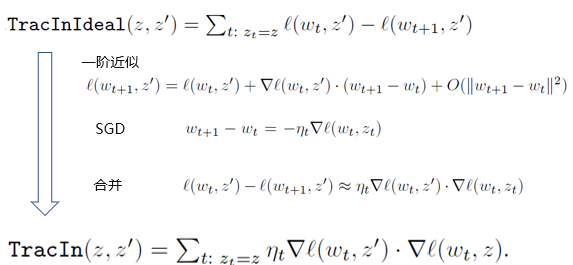 TracInIdeal(z, z′) = ∑_{t: z_t=z} ℓ(w_t, z′) − ℓ(w_{t+1}, z′)
一阶近似
ℓ(w_{t+1}, z′) = ℓ(w_t, z′) + ∇ℓ(w_t, z′) · (w_{t+1} − w_t) + O(‖w_{t+1} − w_t‖²)
SGD w_{t+1} − w_t = −η_t∇ℓ(w_t, z_t)
合并 ℓ(w_t, z′) − ℓ(w_{t+1}, z′) ≈ η_t∇ℓ(w_t, z′) · ∇ℓ(w_t, z_t)
TracIn(z, z′) = ∑_{t: z_t=z} η_t∇ℓ(w_t, z′) · ∇ℓ(w_t, z).